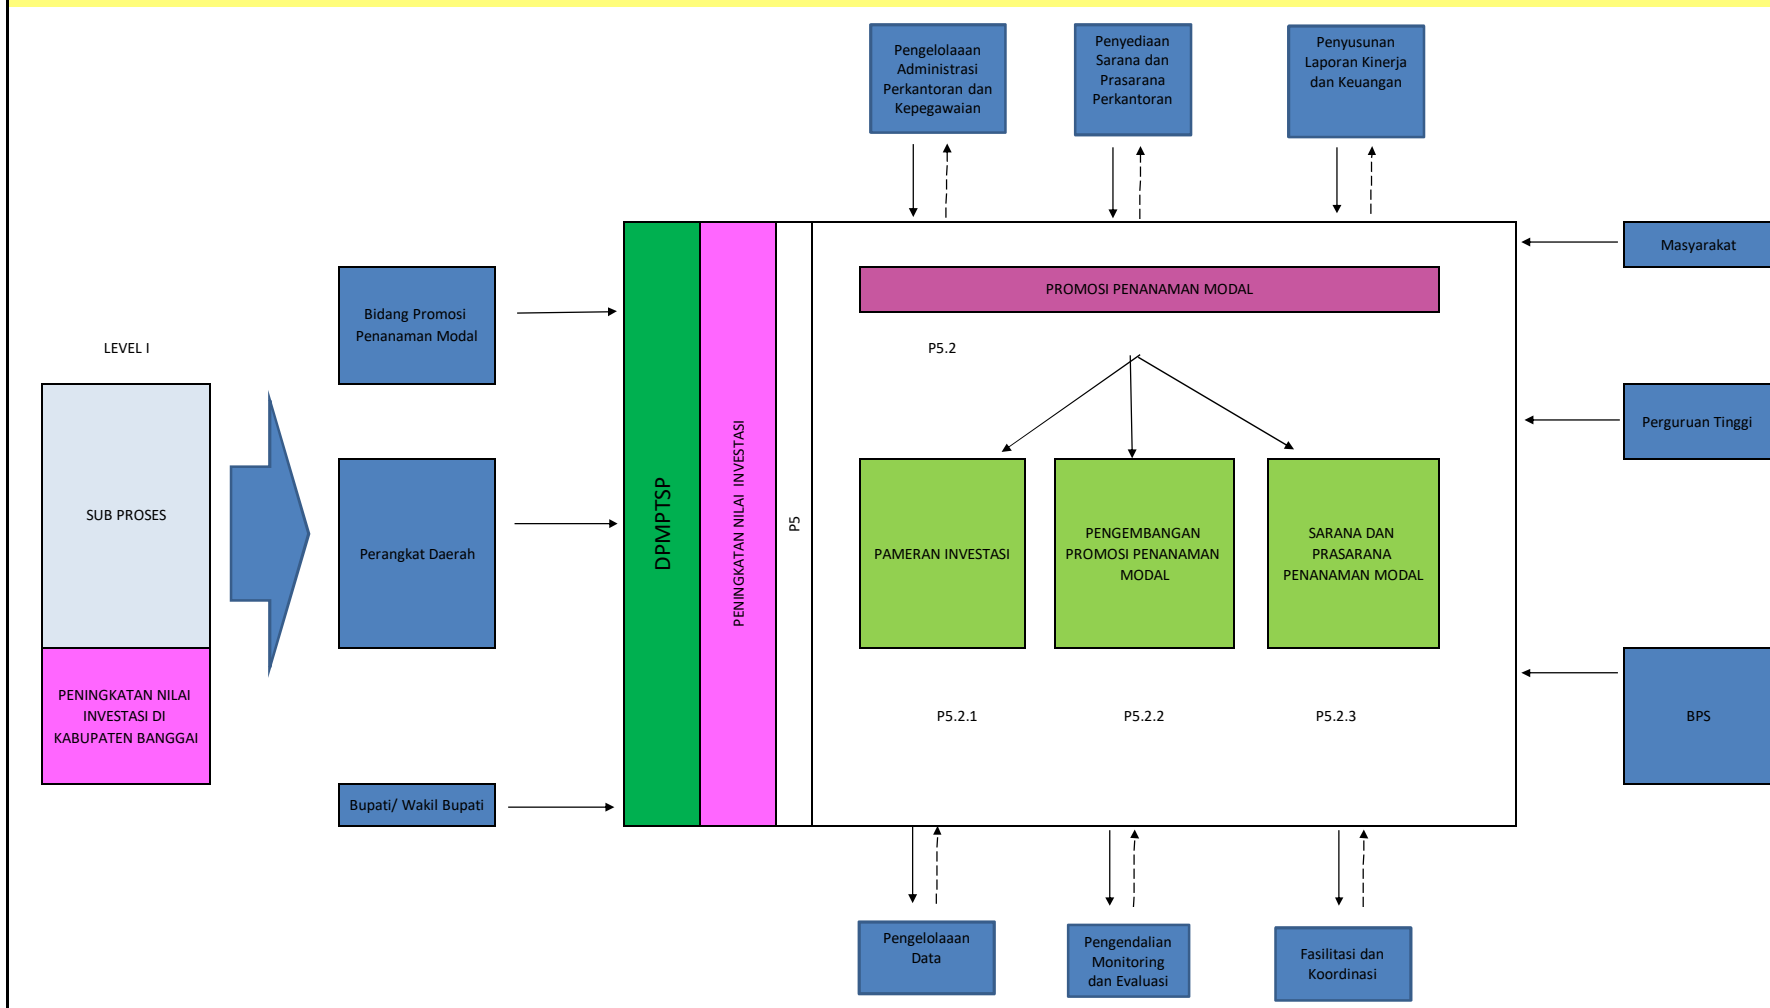 Pengelolaaan
Administrasi
Perkantoran dan
Kepegawaian
Penyediaan
Sarana dan
Prasarana
Perkantoran
Penyusunan
Laporan Kinerja
dan Keuangan
Masyarakat
Bidang Promosi
Penanaman Modal
PROMOSI PENANAMAN MODAL
LEVEL I
P5.2
Perguruan Tinggi
SUB PROSES
Perangkat Daerah
DPMPTSP
PENINGKATAN NILAI INVESTASI
P5
PAMERAN INVESTASI
PENGEMBANGAN
PROMOSI PENANAMAN
MODAL
SARANA DAN
PRASARANA
PENANAMAN MODAL
PENINGKATAN NILAI
INVESTASI DI
KABUPATEN BANGGAI
P5.2.1
P5.2.2
P5.2.3
BPS
Bupati/ Wakil Bupati
Pengelolaaan
Data
Pengendalian
Monitoring
dan Evaluasi
Fasilitasi dan
Koordinasi